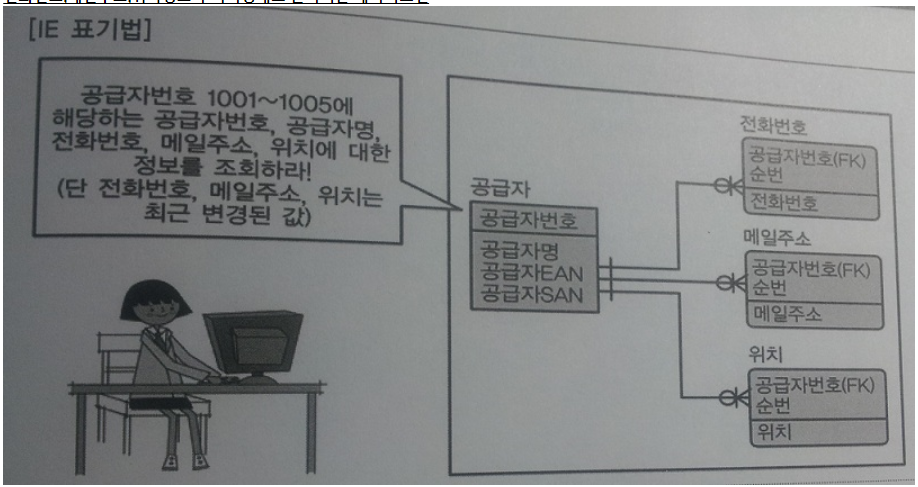 [IE 표기법]
공급자번호 1001~1005에
해당하는 공급자번호, 공급자명,
전화번호, 메일주소, 위치에 대한
정보를 조회하라!
(단 전화번호, 메일주소, 위치는
최근 변경된 값)
공급자
공급자번호
공급자명
공급자EAN
공급자SAN
전화번호
공급자번호(FK)
순번
전화번호
메일주소
공급자번호(FK)
순번
메일주소
위치
공급자번호(FK)
순번
위치